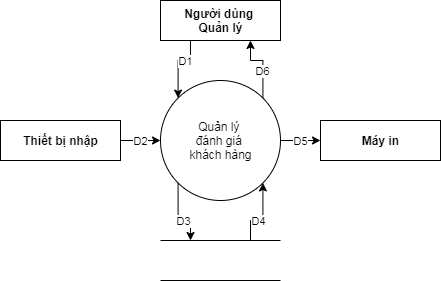 Người dùng
Quản lý
D1
D6
Thiết bị nhập
D2
Quản lý
đánh giá
khách hàng
D5
Máy in
D3
D4